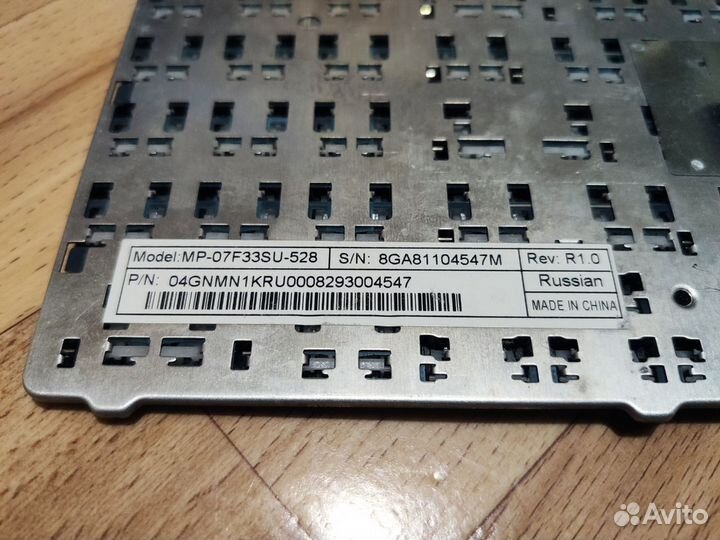 Model:MP-07F33SU-528 S/N: 8GA81104547M Rev: R1.0
P/N: 04GNMN1KRU0008293004547 Russian
MADE IN CHINA
Avito